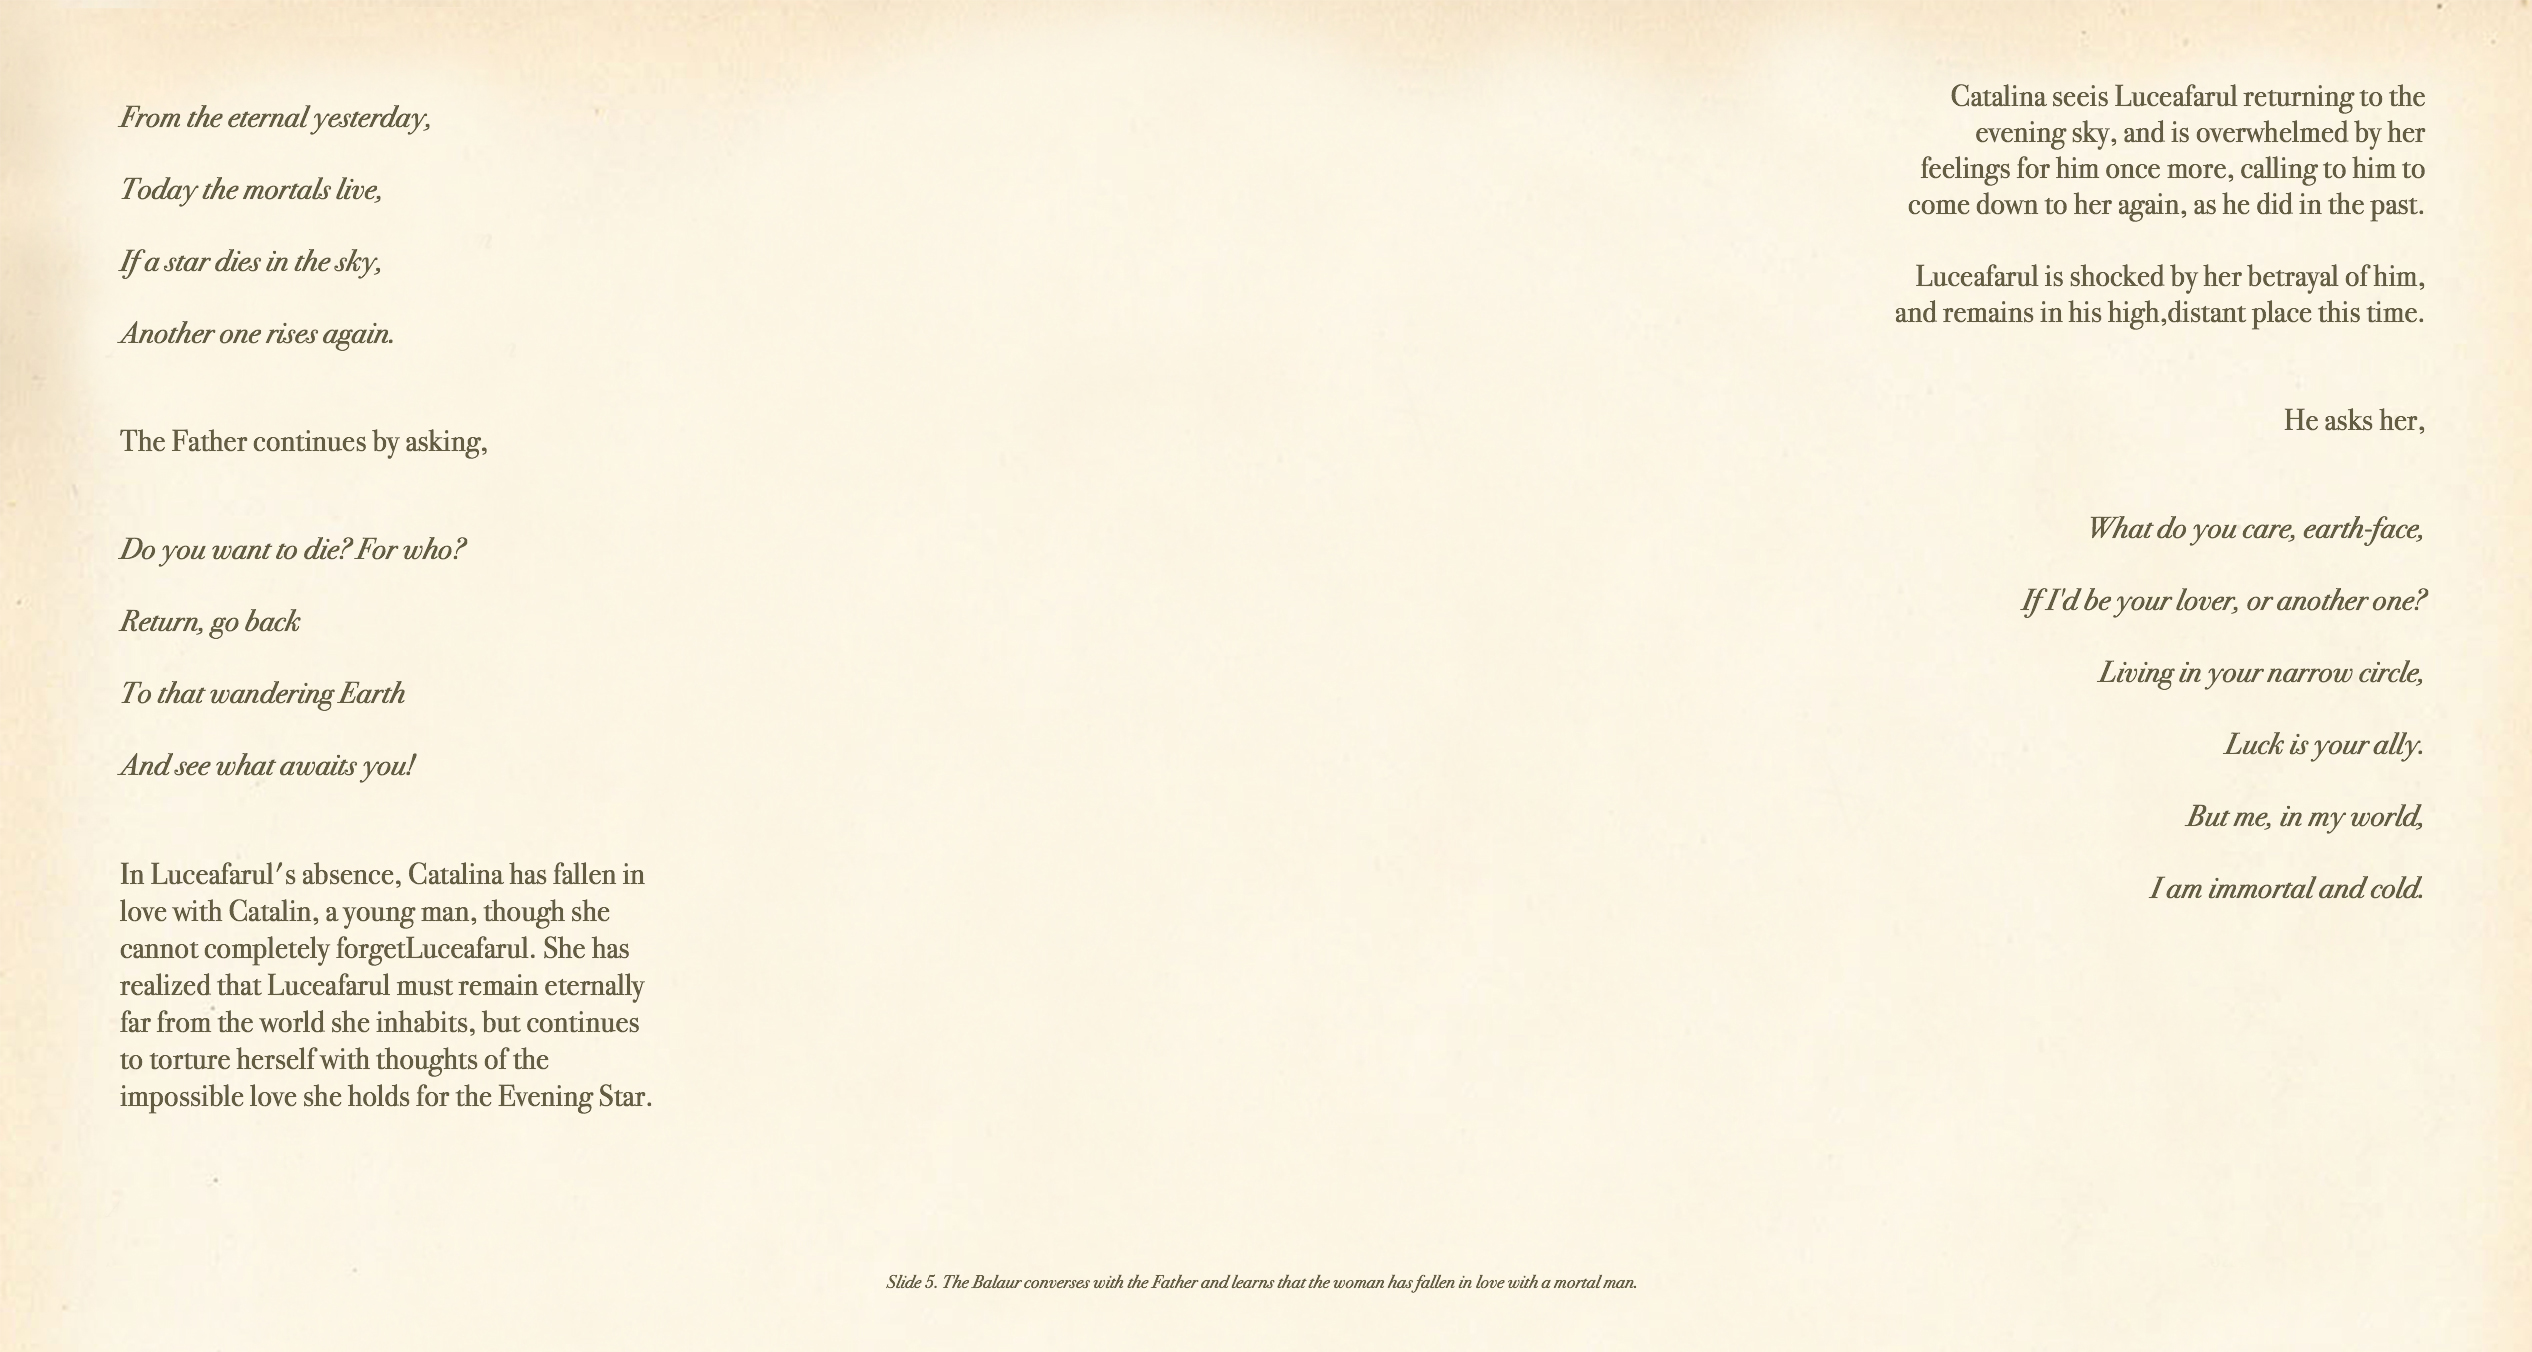 From the eternal yesterday,
Today the mortals live,
If a star dies in the sky,
Another one rises again.
The Father continues by asking,
Do you want to die? For who?
Return, go back
To that wandering Earth
And see what awaits you!
In Luceafarul's absence, Catalina has fallen in
love with Catalin, a young man, though she
cannot completely forgetLuceafarul. She has
realized that Luceafarul must remain eternally
far from the world she inhabits, but continues
to torture herself with thoughts of the
impossible love she holds for the Evening Star.
Catalina seeis Luceafarul returning to the
evening sky, and is overwhelmed by her
feelings for him once more, calling to him to
come down to her again, as he did in the past.
Luceafarul is shocked by her betrayal of him,
and remains in his high,distant place this time.
He asks her,
What do you care, earth-face,
If I'd be your lover, or another one?
Living in your narrow circle,
Luck is your ally.
But me, in my world,
I am immortal and cold.
Slide 5. The Balaur converses with the Father and learns that the woman has fallen in love with a mortal man.